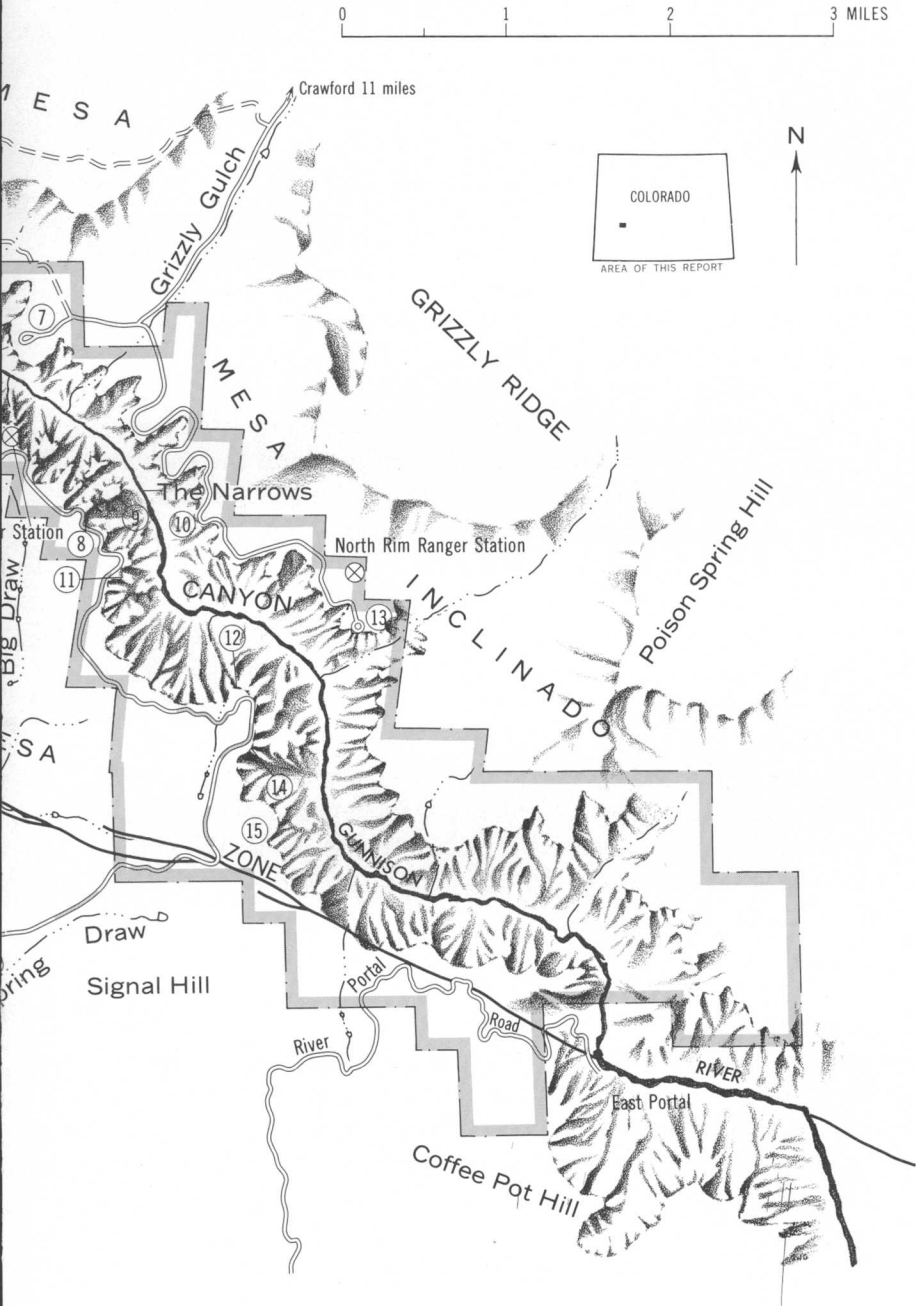 0 1 2 3 MILES
Crawford 11 miles
MESA
Grizzly Gulch
N
COLORADO
AREA OF THIS REPORT
7
MESA
GRIZZLY RIDGE
The Narrows
9
10
r Station
8
North Rim Ranger Station
Poison Spring Hill
11
Big Draw
CANYON
INCLINADO
13
12
ESA
14
15
ZONE
GUNNISON
Draw
pring
Signal Hill
Portal
River
Road
RIVER
East Portal
Coffee Pot Hill